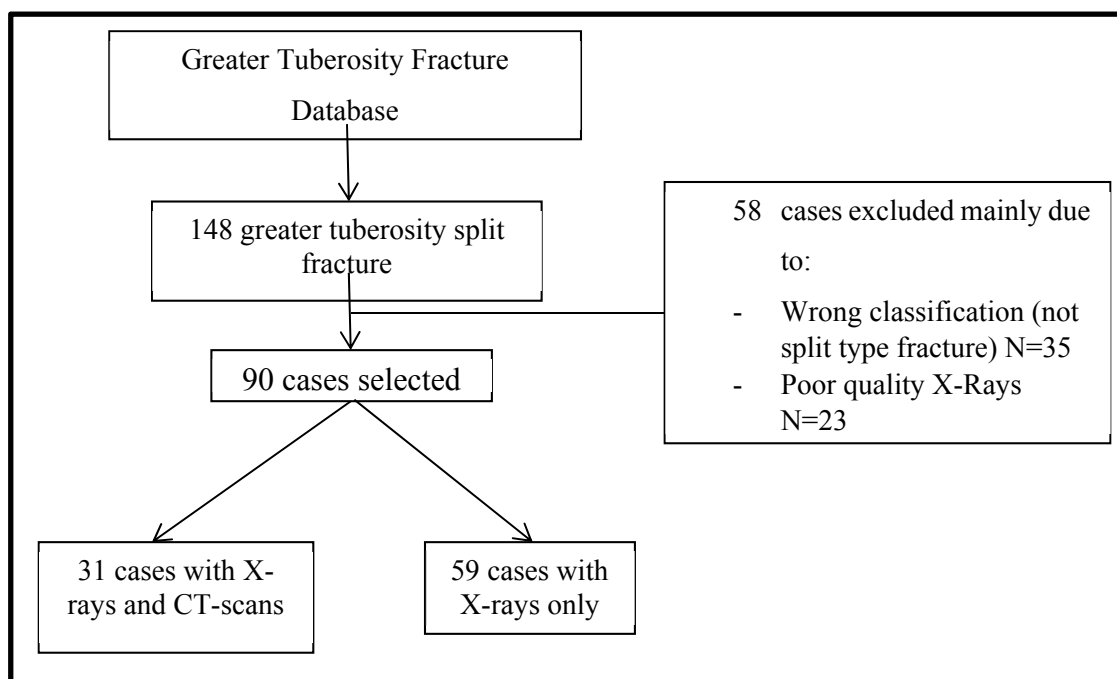 Greater Tuberosity Fracture
Database
148 greater tuberosity split
fracture
58 cases excluded mainly due
to:
- Wrong classification (not
split type fracture) N=35
- Poor quality X-Rays
N=23
90 cases selected
31 cases with X-
rays and CT-scans
59 cases with
X-rays only